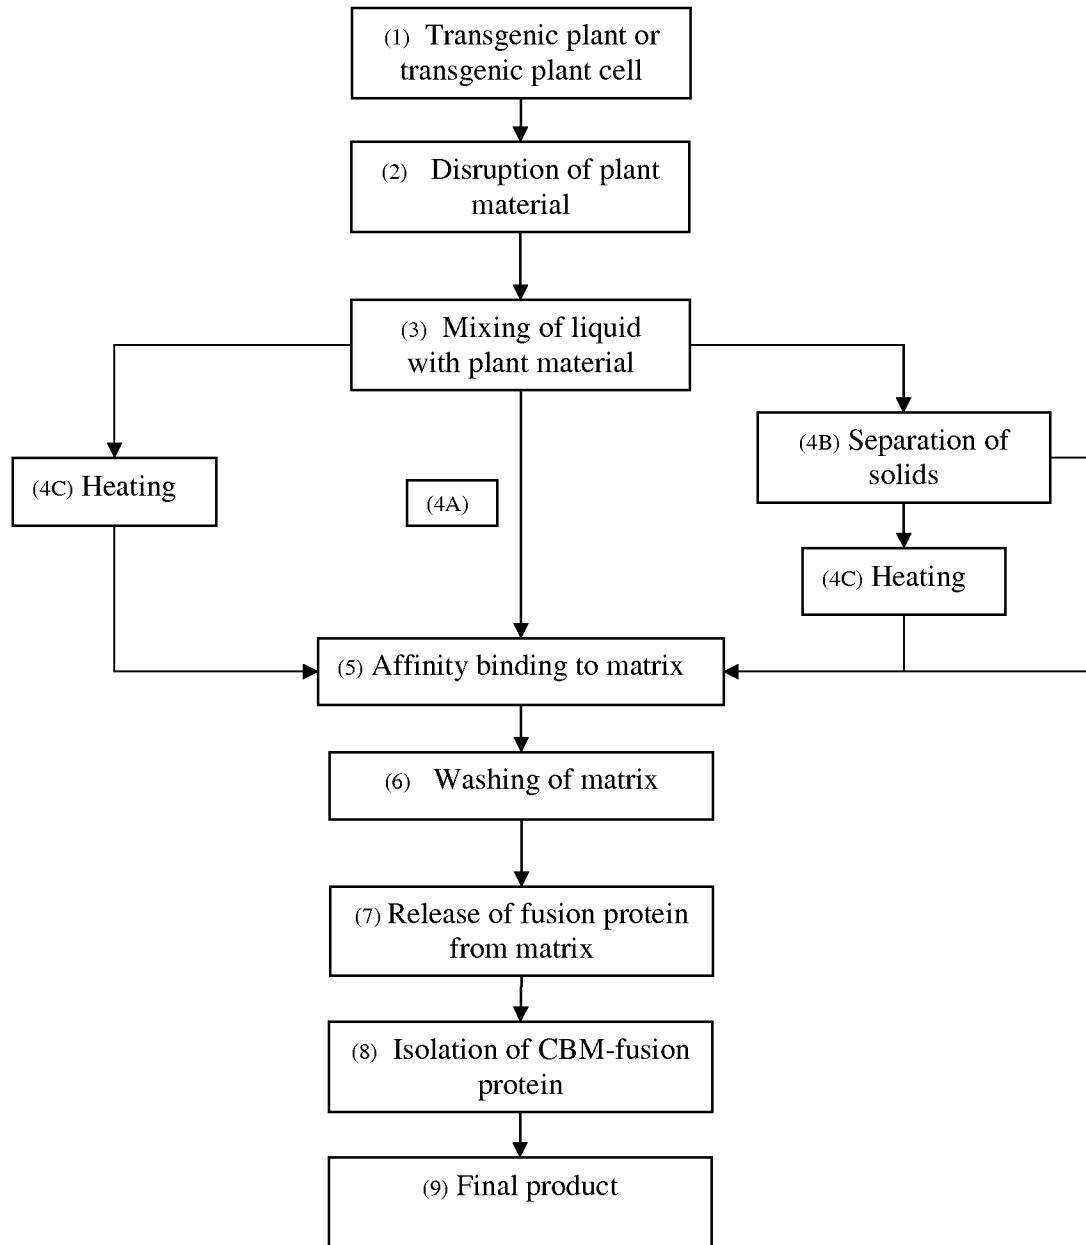 (1) Transgenic plant or
transgenic plant cell
(2) Disruption of plant
material
(3) Mixing of liquid
with plant material
(4C) Heating
(4A)
(4B) Separation of
solids
(4C) Heating
(5) Affinity binding to matrix
(6) Washing of matrix
(7) Release of fusion protein
from matrix
(8) Isolation of CBM-fusion
protein
(9) Final product